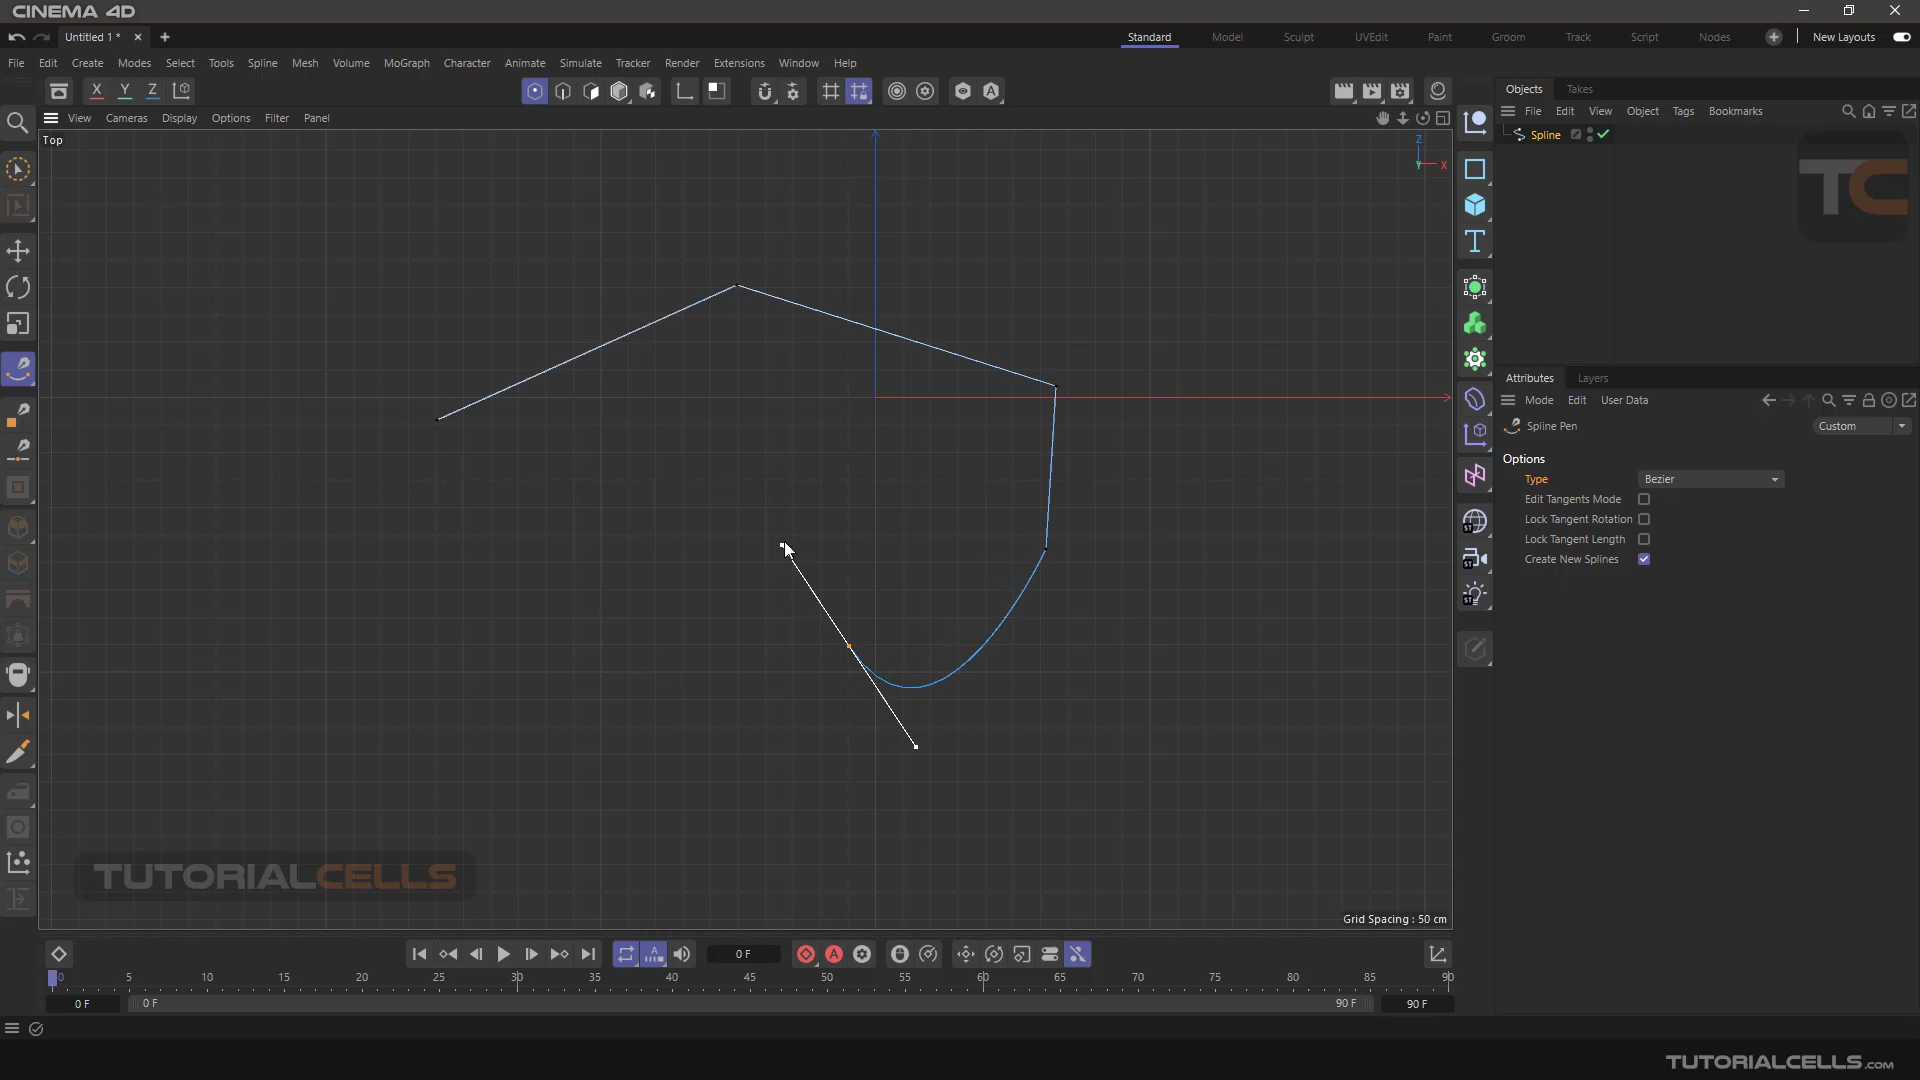 CINEMA 4D
Untitled 1 *
Standard Model Sculpt UVEdit Paint Groom Track Script Nodes New Layouts
File Edit Create Modes Select Tools Spline Mesh Volume MoGraph Character Animate Simulate Tracker Render Extensions Window Help
X Y Z
Objects Takes
File Edit View Object Tags Bookmarks
View Cameras Display Options Filter Panel
Top
Z
Y X
Spline
TC
Attributes Layers
Mode Edit User Data
Spline Pen Custom
Options
Type Bezier
Edit Tangents Mode
Lock Tangent Rotation
Lock Tangent Length
Create New Splines
ST
ST
ST
TUTORIALCELLS
Grid Spacing : 50 cm
0 F
0 5 10 15 20 25 30 35 40 45 50 55 60 65 70 75 80 85 90
0 F 0 F 90 F 90 F
TUTORIALCELLS.com